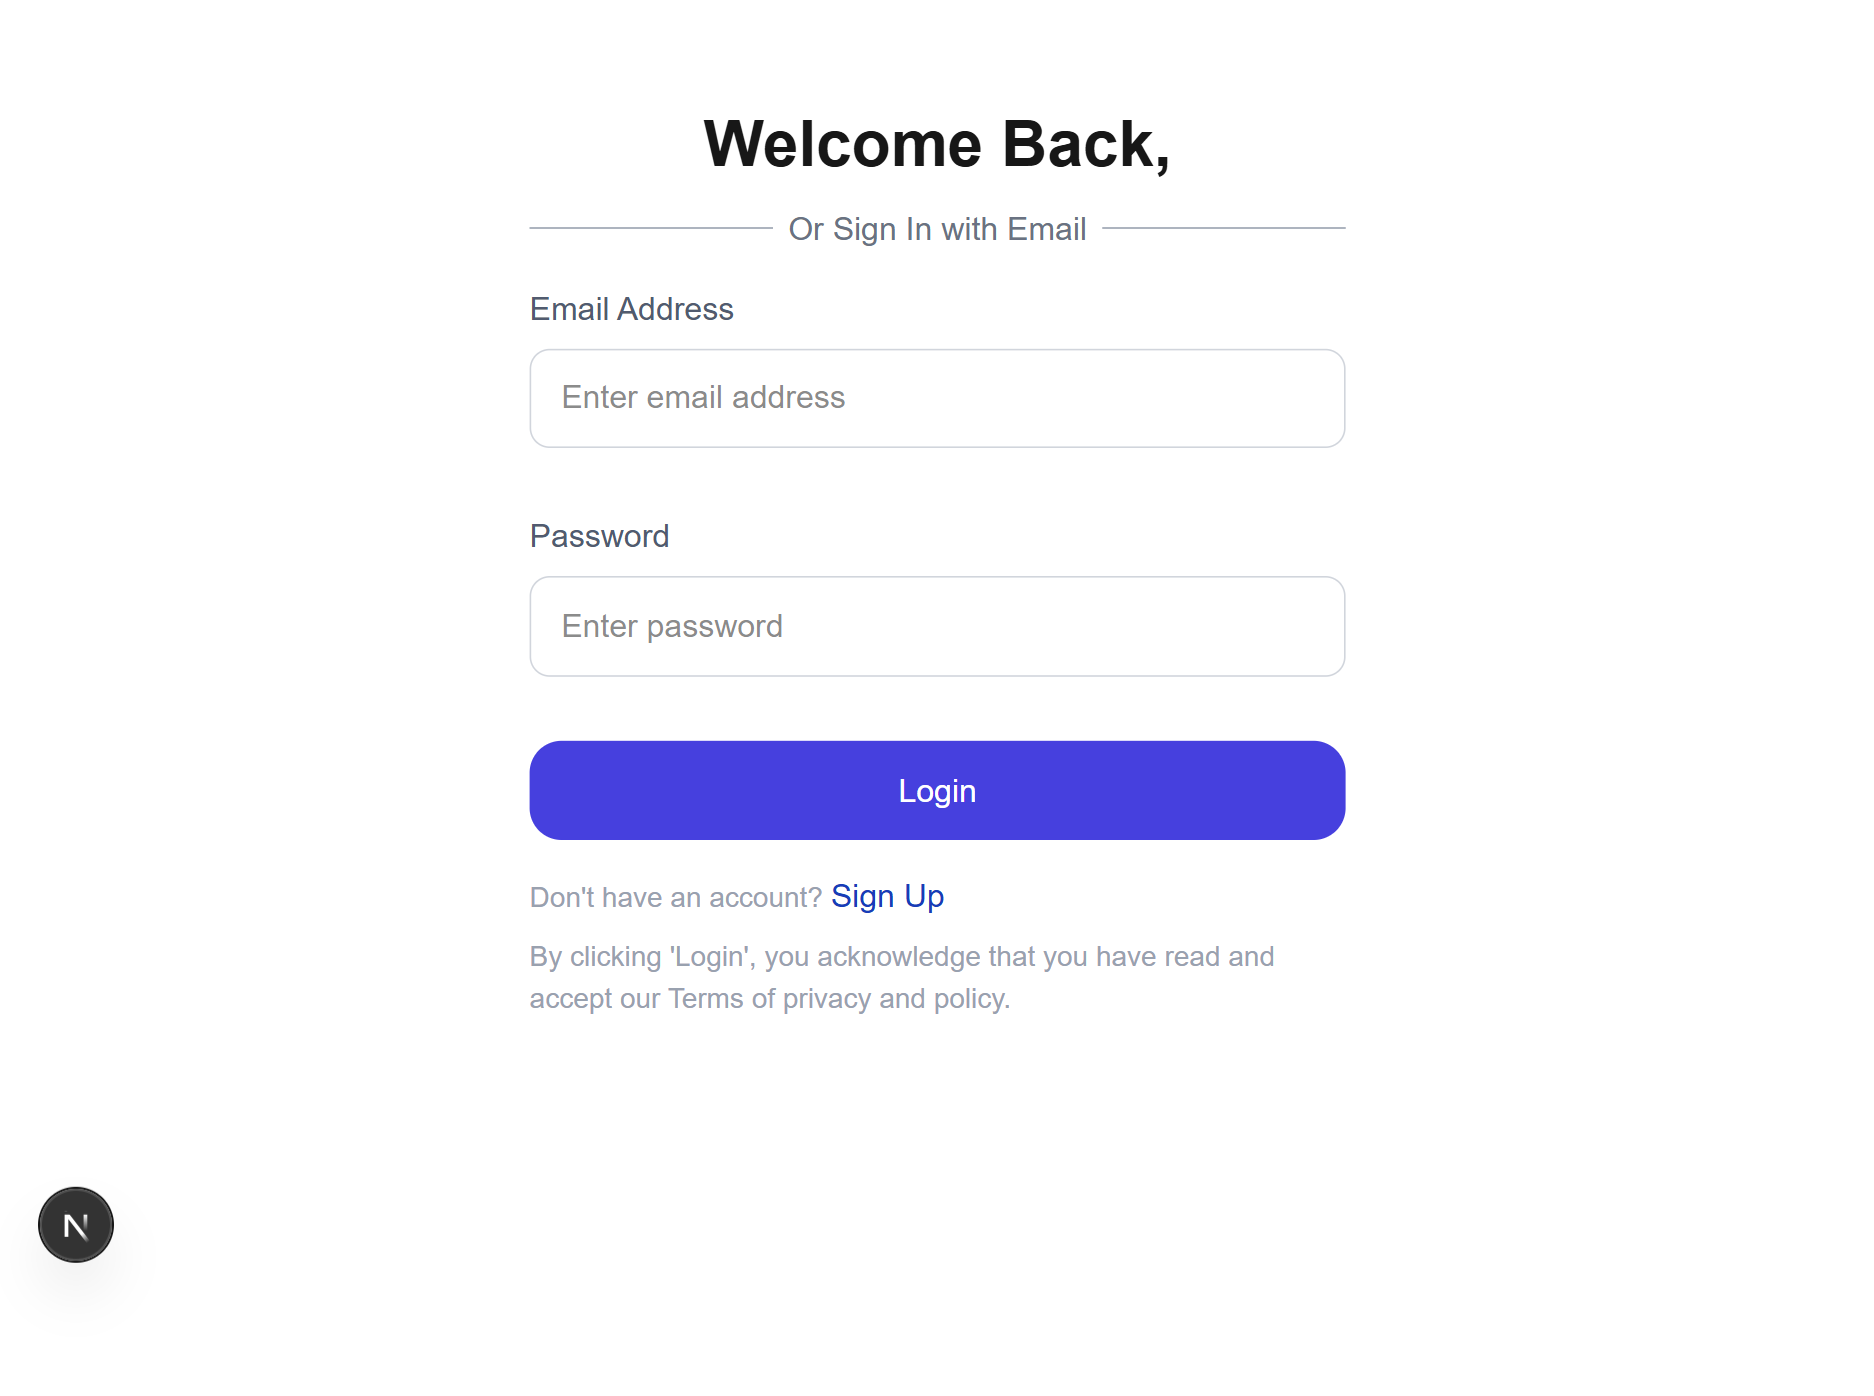 Welcome Back,
Or Sign In with Email
Email Address
Enter email address
Password
Enter password
Login
Don't have an account? Sign Up
By clicking 'Login', you acknowledge that you have read and
accept our Terms of privacy and policy.
N